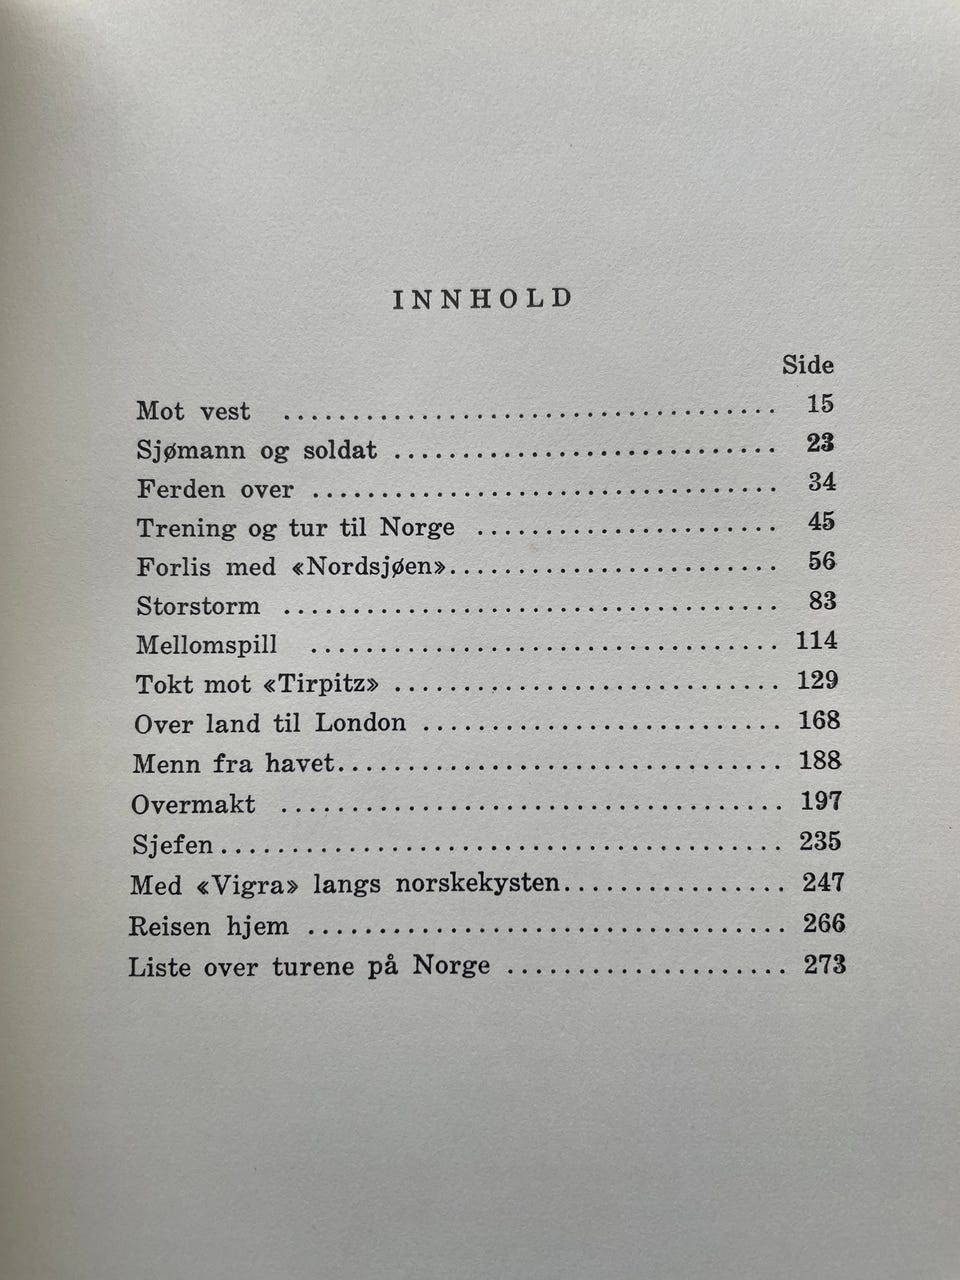 INNHOLD
Side
Mot vest .................................... 15
Sjømann og soldat ............................ 23
Ferden over .................................. 34
Trening og tur til Norge ...................... 45
Forlis med «Nordsjøen»........................ 56
Storstorm .................................... 83
Mellomspill .................................. 114
Tokt mot «Tirpitz» ............................ 129
Over land til London .......................... 168
Menn fra havet................................ 188
Overmakt .................................... 197
Sjefen........................................ 235
Med «Vigra» langs norskekysten................ 247
Reisen hjem .................................. 266
Liste over turene på Norge .................... 273